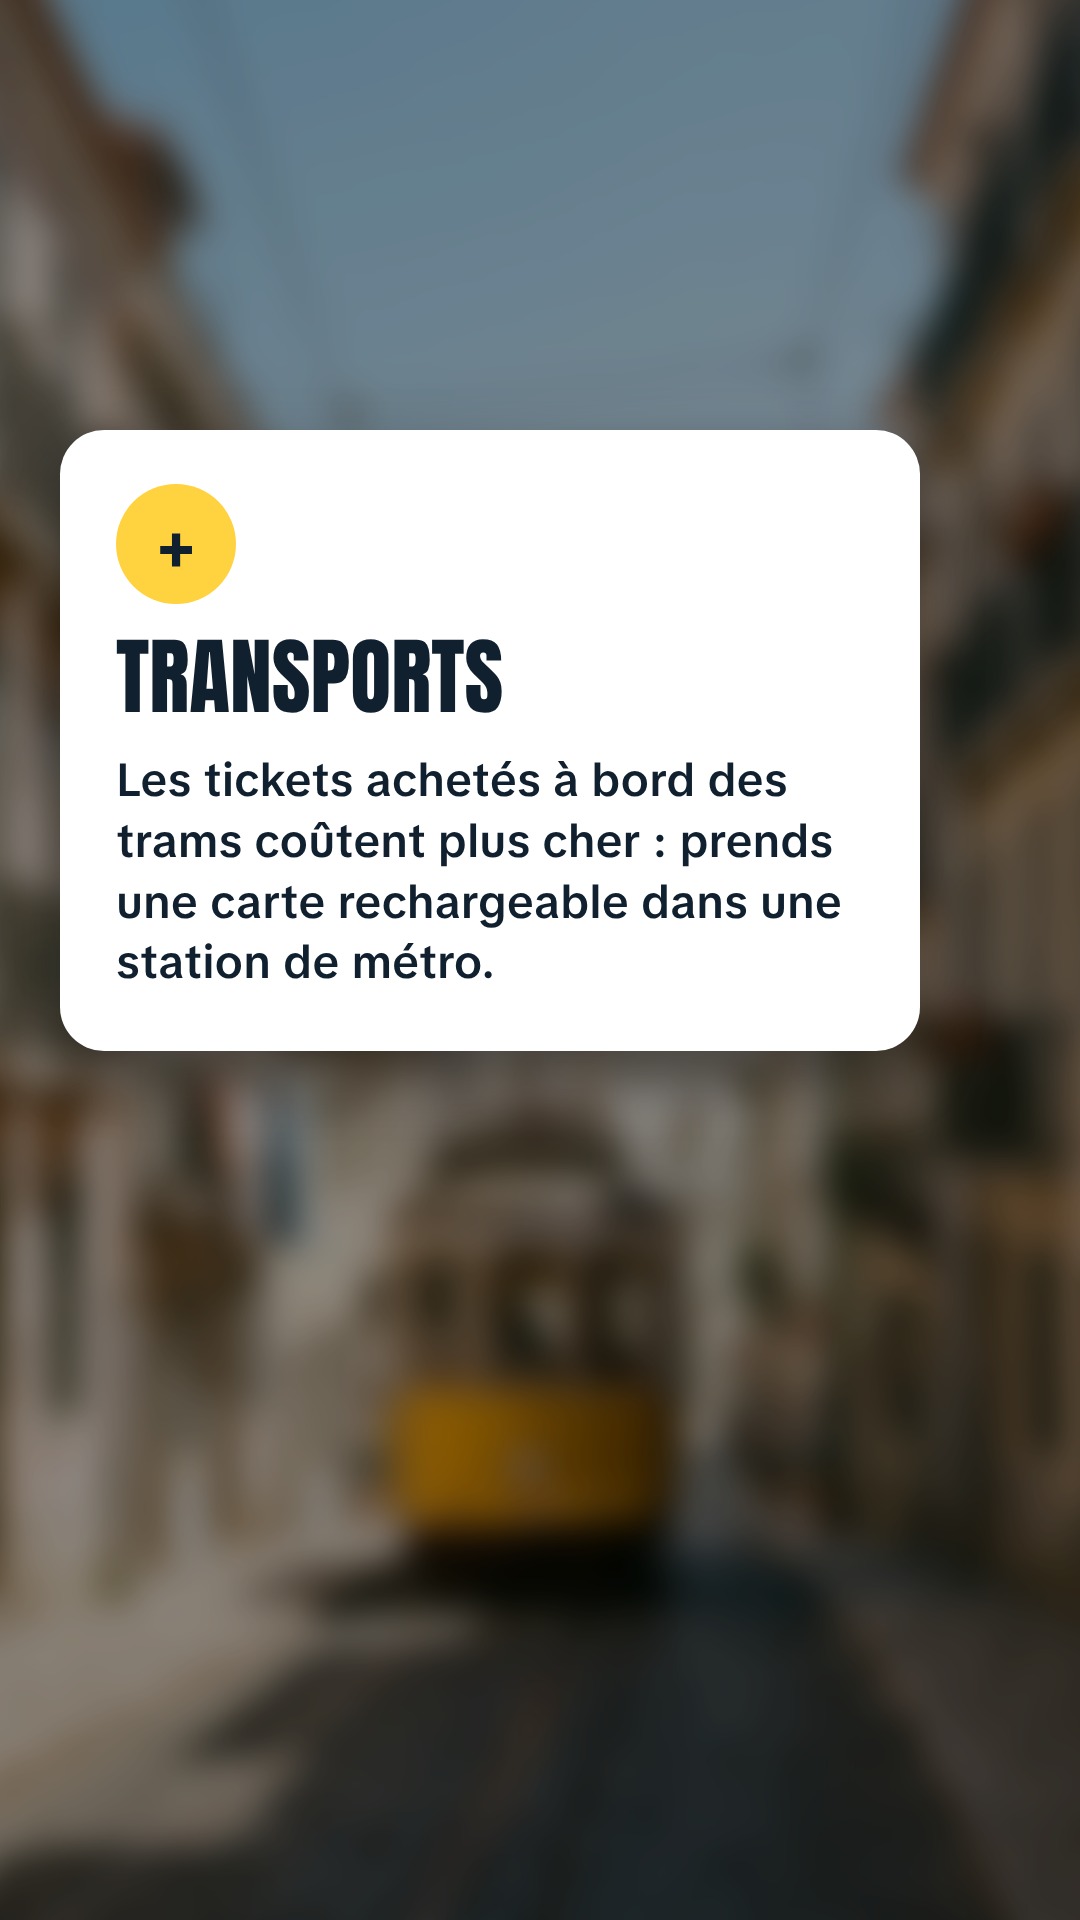 +
TRANSPORTS
Les tickets achetés à bord des
trams coûtent plus cher : prends
une carte rechargeable dans une
station de métro.